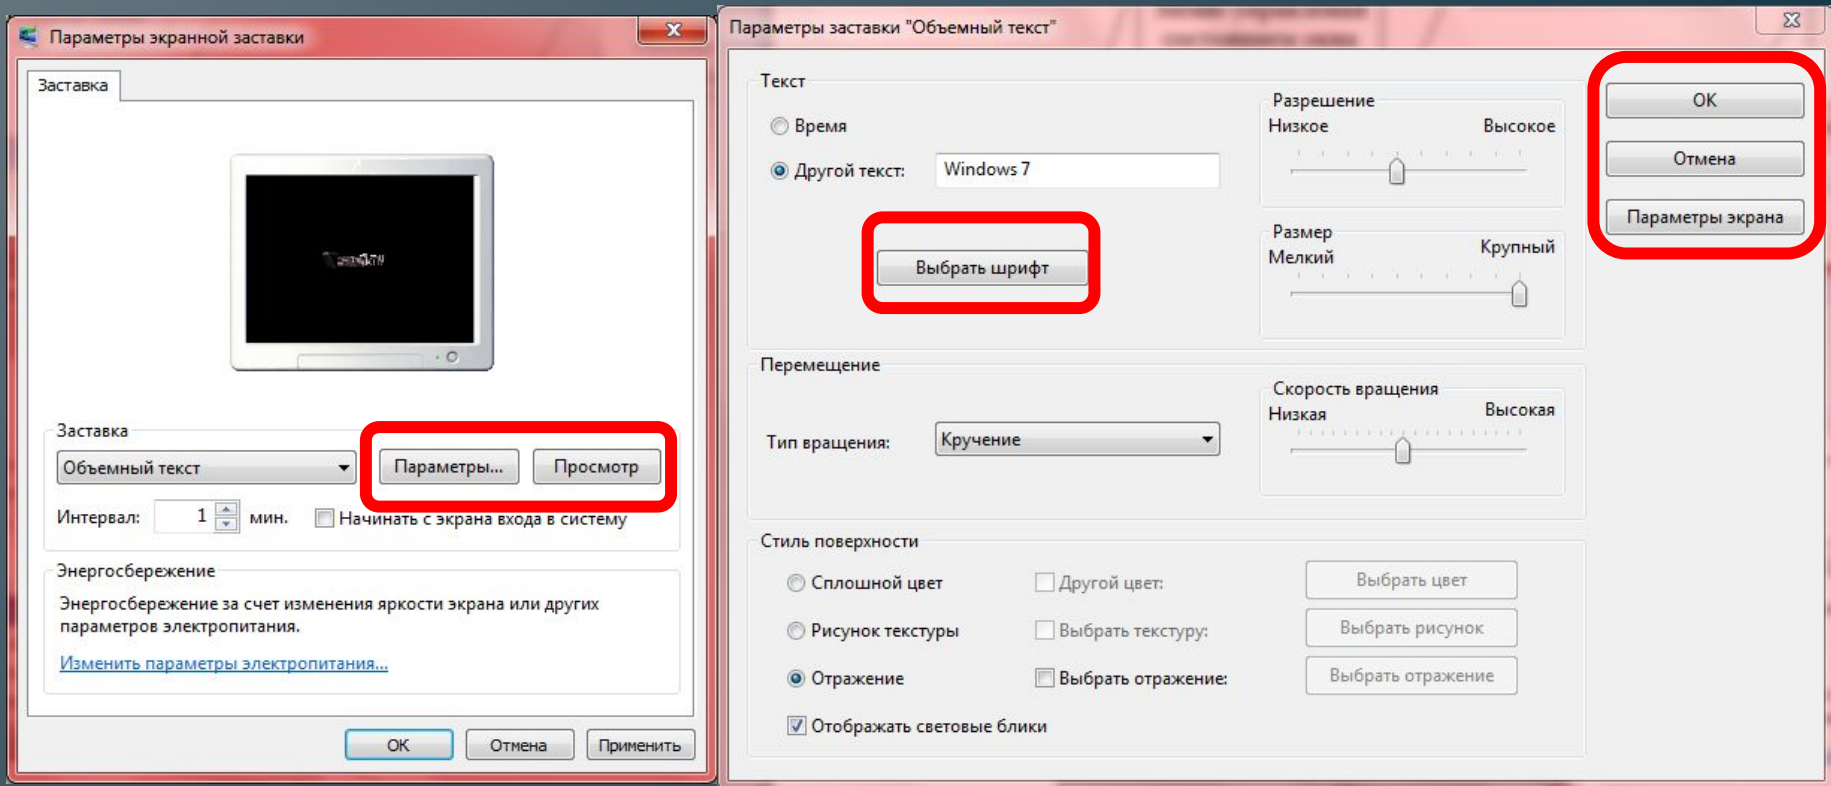 Параметры экранной заставки
Заставка
Заставка
Объемный текст
Параметры...
Просмотр
Интервал:
1
мин.
Начинать с экрана входа в систему
Энергосбережение
Энергосбережение за счет изменения яркости экрана или других
параметров электропитания.
Изменить параметры электропитания...
ОК
Отмена
Применить
Параметры заставки "Объемный текст"
Текст
Время
Другой текст:
Windows 7
Выбрать шрифт
Разрешение
Низкое
Высокое
Размер
Мелкий
Крупный
ОК
Отмена
Параметры экрана
Перемещение
Тип вращения:
Кручение
Скорость вращения
Низкая
Высокая
Стиль поверхности
Сплошной цвет
Другой цвет:
Выбрать цвет
Рисунок текстуры
Выбрать текстуру:
Выбрать рисунок
Отражение
Выбрать отражение:
Выбрать отражение
Отображать световые блики